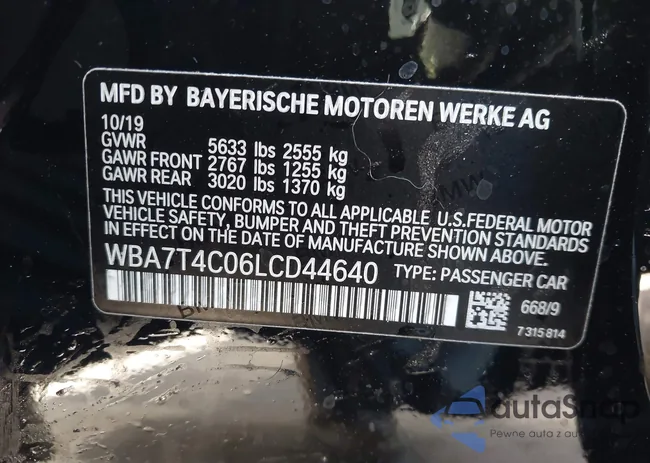 MFD BY BAYERISCHE MOTOREN WERKE AG
10/19
GVWR 5633 lbs 2555 kg
GAWR FRONT 2767 lbs 1255 kg
GAWR REAR 3020 lbs 1370 kg
THIS VEHICLE CONFORMS TO ALL APPLICABLE U.S.FEDERAL MOTOR
VEHICLE SAFETY, BUMPER AND THEFT PREVENTION STANDARDS
IN EFFECT ON THE DATE OF MANUFACTURE SHOWN ABOVE.
WBA7T4C06LCD44640 TYPE: PASSENGER CAR
668/9
7 315 814
autaSnap
Pewne auta z au